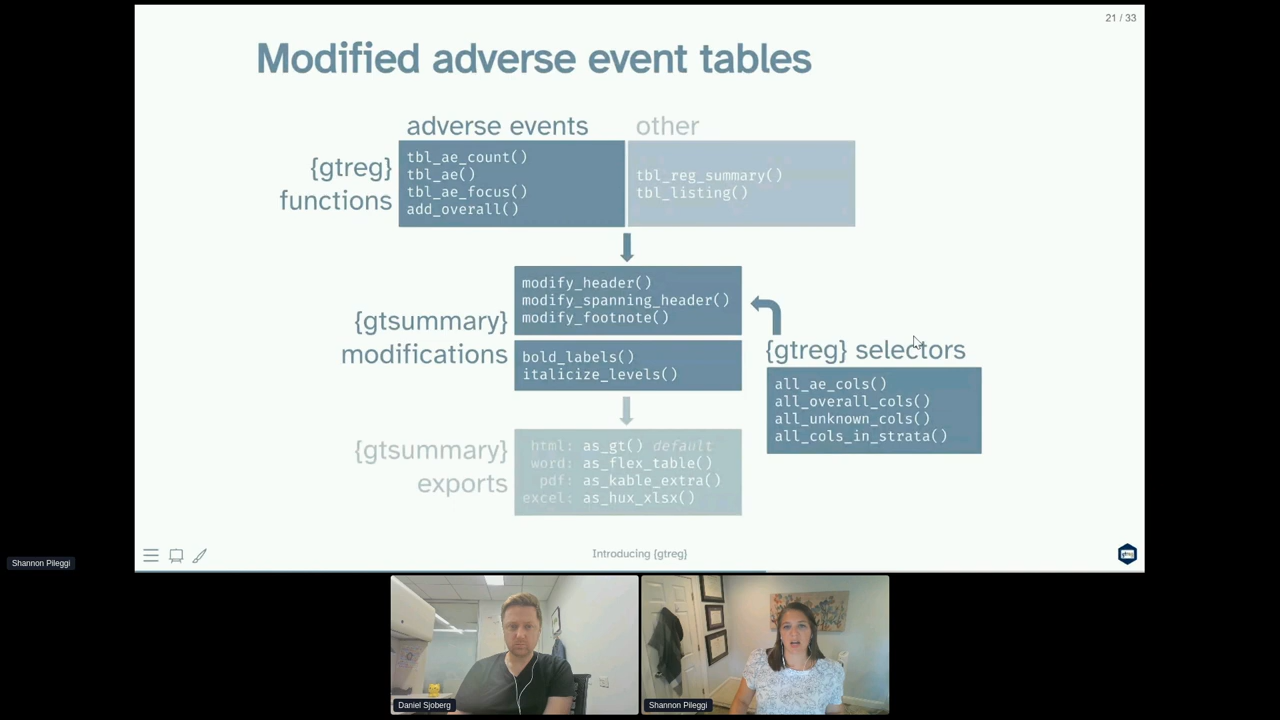 21 / 33
Modified adverse event tables
adverse events
other
{gtreg}
functions
tbl_ae_count()
tbl_ae()
tbl_ae_focus()
add_overall()
tbl_reg_summary()
tbl_listing()
{gtsummary}
modifications
modify_header()
modify_spanning_header()
modify_footnote()
bold_labels()
italicize_levels()
{gtreg} selectors
all_ae_cols()
all_overall_cols()
all_unknown_cols()
all_cols_in_strata()
{gtsummary}
exports
html: as_gt() default
word: as_flex_table()
pdf: as_kable_extra()
excel: as_hux_xlsx()
Introducing {gtreg}
gtreg
Shannon Pileggi
Daniel Sjoberg
Shannon Pileggi